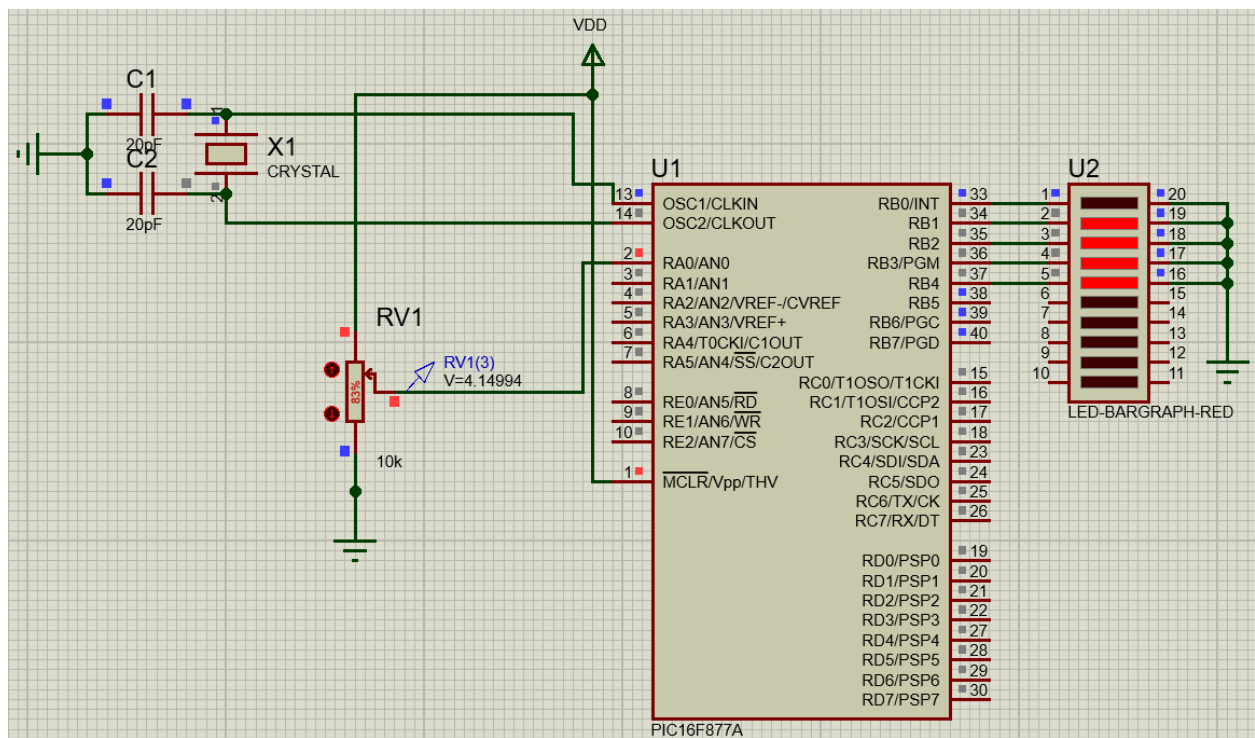 VDD
C1
20pF
C2
20pF
1
X1
CRYSTAL
2
U1
13
OSC1/CLKIN
14
OSC2/CLKOUT
2
RA0/AN0
3
RA1/AN1
4
RA2/AN2/VREF-/CVREF
5
RA3/AN3/VREF+
6
RA4/T0CKI/C1OUT
7
RA5/AN4/SS/C2OUT
8
RE0/AN5/RD
9
RE1/AN6/WR
10
RE2/AN7/CS
1
MCLR/Vpp/THV
RB0/INT
33
RB1
34
RB2
35
RB3/PGM
36
RB4
37
RB5
38
RB6/PGC
39
RB7/PGD
40
RC0/T1OSO/T1CKI
15
RC1/T1OSI/CCP2
16
RC2/CCP1
17
RC3/SCK/SCL
18
RC4/SDI/SDA
23
RC5/SDO
24
RC6/TX/CK
25
RC7/RX/DT
26
RD0/PSP0
19
RD1/PSP1
20
RD2/PSP2
21
RD3/PSP3
22
RD4/PSP4
27
RD5/PSP5
28
RD6/PSP6
29
RD7/PSP7
30
PIC16F877A
RV1
83%
RV1(3)
V=4.14994
10k
U2
1
20
2
19
3
18
4
17
5
16
6
15
7
14
8
13
9
12
10
11
LED-BARGRAPH-RED